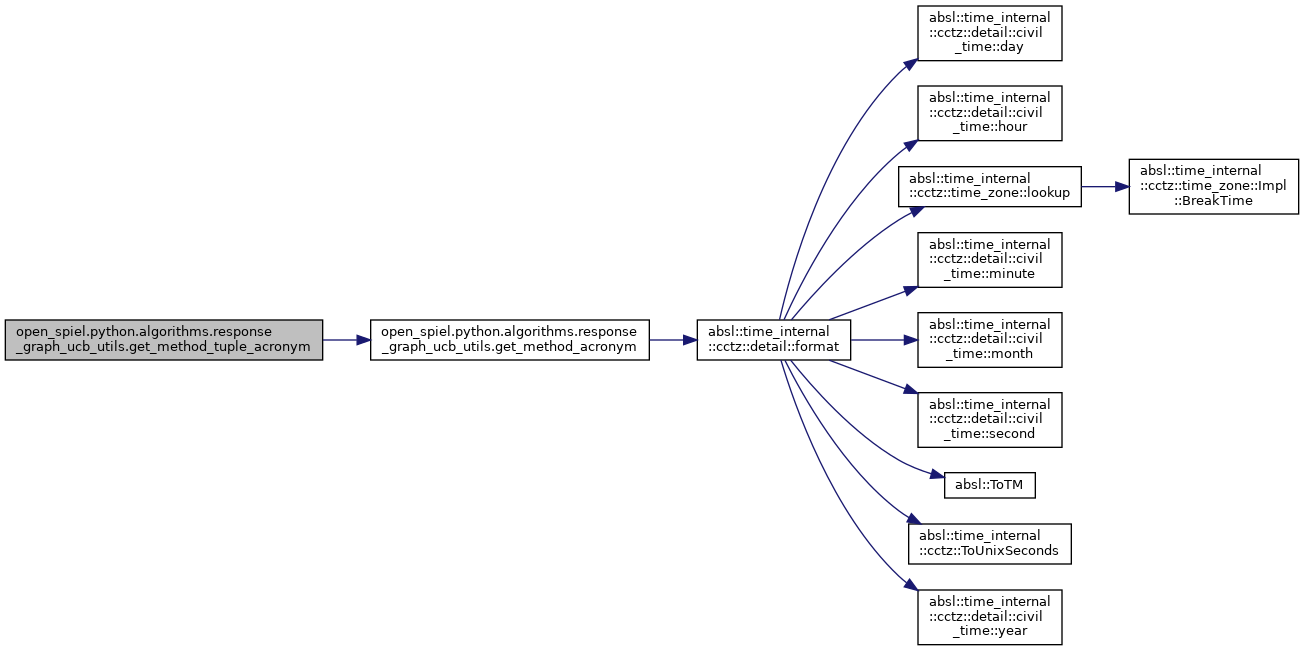 absl::time_internal
::cctz::detail::civil
_time::day
absl::time_internal
::cctz::detail::civil
_time::hour
absl::time_internal
::cctz::time_zone::lookup
absl::time_internal
::cctz::time_zone::Impl
::BreakTime
absl::time_internal
::cctz::detail::civil
_time::minute
open_spiel.python.algorithms.response
_graph_ucb_utils.get_method_tuple_acronym
open_spiel.python.algorithms.response
_graph_ucb_utils.get_method_acronym
absl::time_internal
::cctz::detail::format
absl::time_internal
::cctz::detail::civil
_time::month
absl::time_internal
::cctz::detail::civil
_time::second
absl::ToTM
absl::time_internal
::cctz::ToUnixSeconds
absl::time_internal
::cctz::detail::civil
_time::year